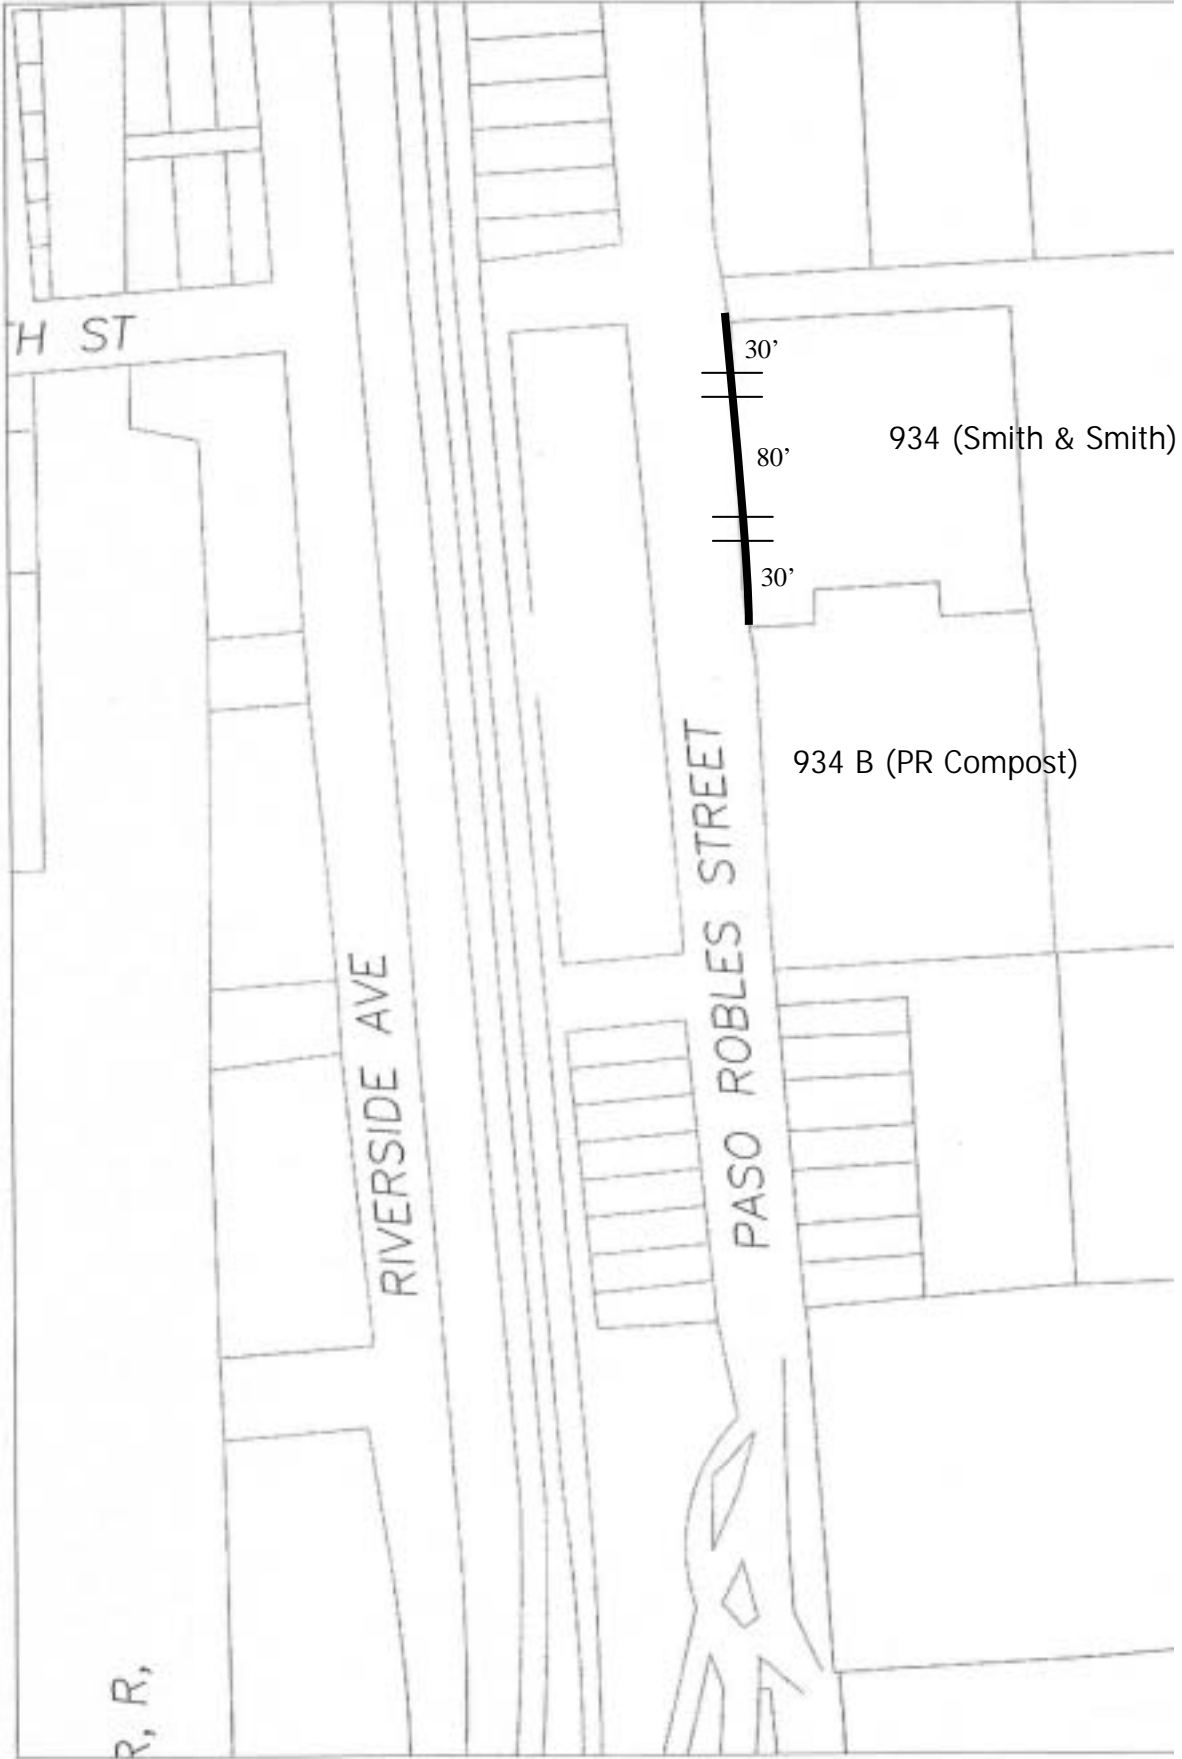 H ST
30’
934 (Smith & Smith)
80’
30’
934 B (PR Compost)
PASO ROBLES STREET
RIVERSIDE AVE
R, R,